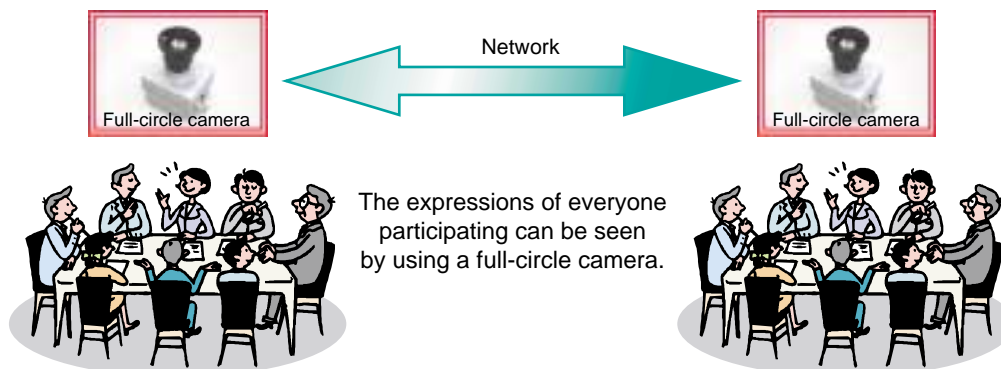 Network
Full-circle camera
Full-circle camera
The expressions of everyone
participating can be seen
by using a full-circle camera.